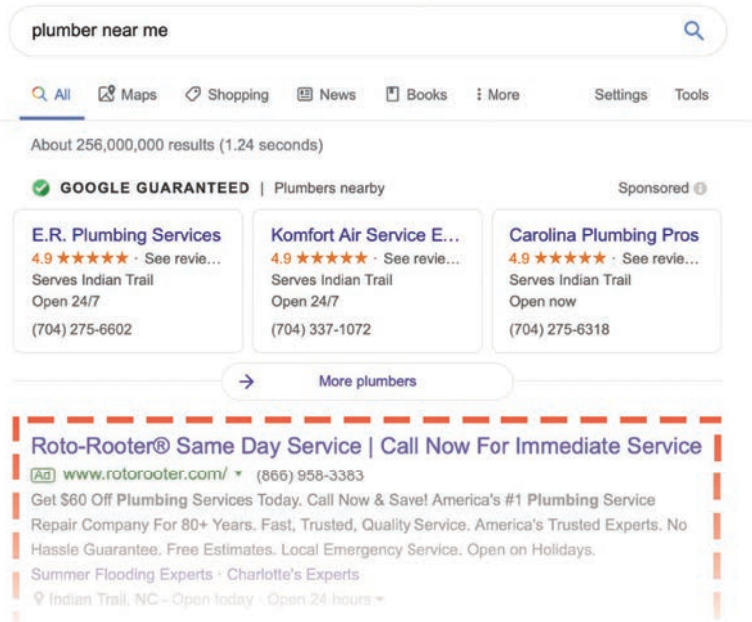 plumber near me
All Maps Shopping News Books More Settings Tools
About 256,000,000 results (1.24 seconds)
GOOGLE GUARANTEED | Plumbers nearby Sponsored
E.R. Plumbing Services Komfort Air Service E... Carolina Plumbing Pros
4.9 ★★★★★ · See revie... 4.9 ★★★★★ · See revie... 4.9 ★★★★★ · See revie...
Serves Indian Trail Serves Indian Trail Serves Indian Trail
Open 24/7 Open 24/7 Open now
(704) 275-6602 (704) 337-1072 (704) 275-6318
→ More plumbers
Roto-Rooter® Same Day Service | Call Now For Immediate Service
Ad www.rotorooter.com/ (866) 958-3383
Get $60 Off Plumbing Services Today. Call Now & Save! America's #1 Plumbing Service
Repair Company For 80+ Years. Fast, Trusted, Quality Service. America's Trusted Experts. No
Hassle Guarantee. Free Estimates. Local Emergency Service. Open on Holidays.
Summer Flooding Experts · Charlotte's Experts
Indian Trail, NC - Open today · Open 24 hours